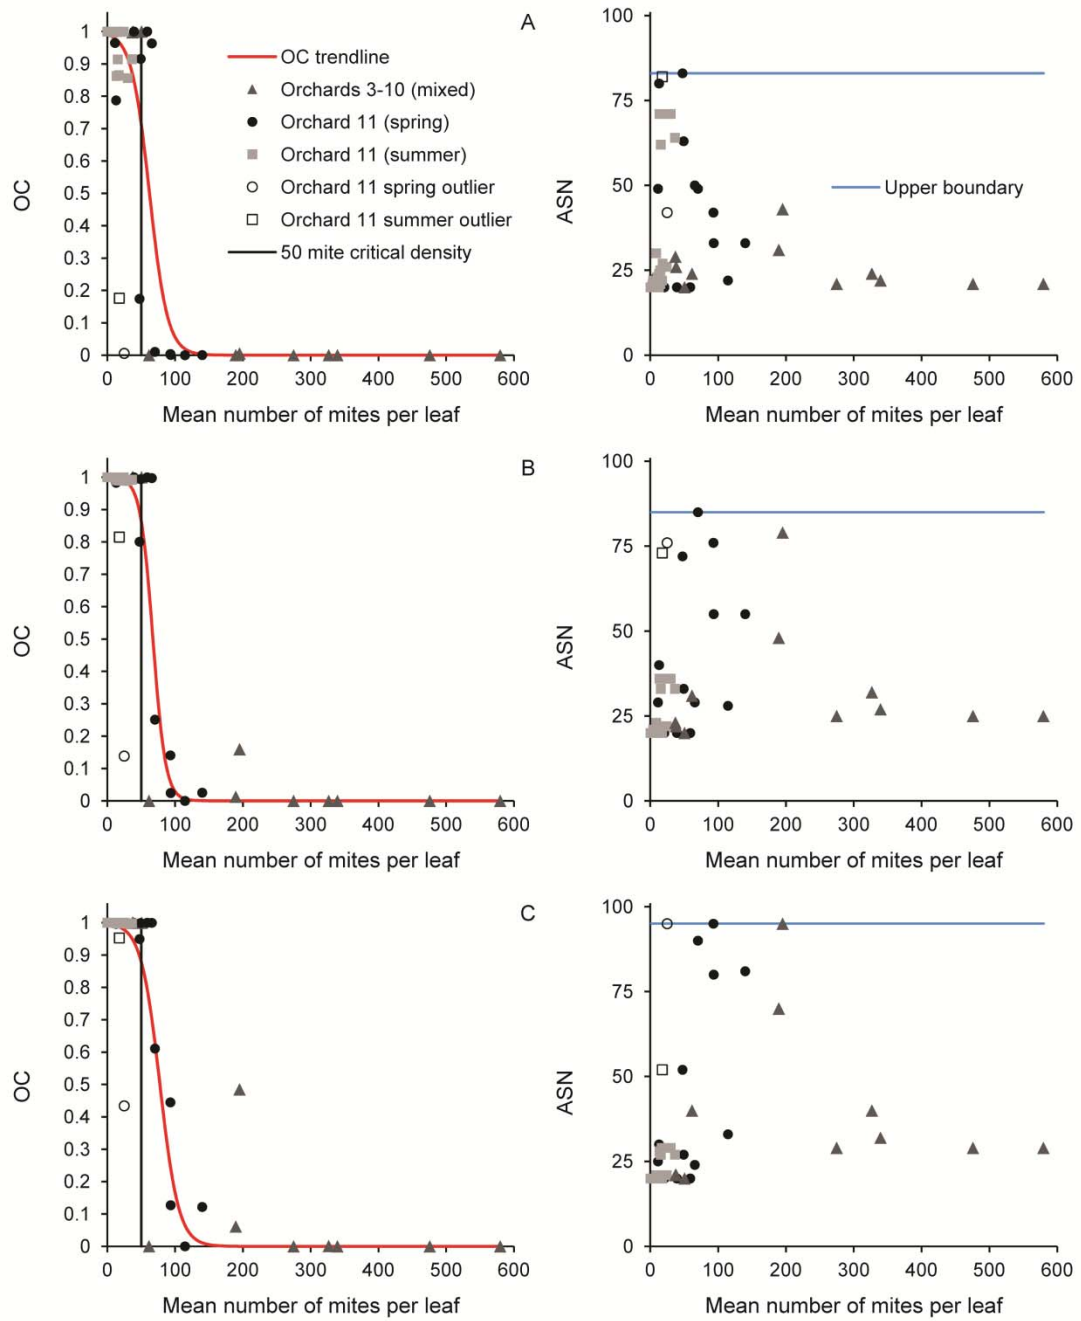 A
OC
1
0.9
0.8
0.7
0.6
0.5
0.4
0.3
0.2
0.1
0
OC trendline
Orchards 3-10 (mixed)
Orchard 11 (spring)
Orchard 11 (summer)
Orchard 11 spring outlier
Orchard 11 summer outlier
50 mite critical density
0 100 200 300 400 500 600
Mean number of mites per leaf
ASN
100
75
50
25
0
Upper boundary
0 100 200 300 400 500 600
Mean number of mites per leaf
B
OC
1
0.9
0.8
0.7
0.6
0.5
0.4
0.3
0.2
0.1
0
0 100 200 300 400 500 600
Mean number of mites per leaf
ASN
100
75
50
25
0
0 100 200 300 400 500 600
Mean number of mites per leaf
C
OC
1
0.9
0.8
0.7
0.6
0.5
0.4
0.3
0.2
0.1
0
0 100 200 300 400 500 600
Mean number of mites per leaf
ASN
100
75
50
25
0
0 100 200 300 400 500 600
Mean number of mites per leaf